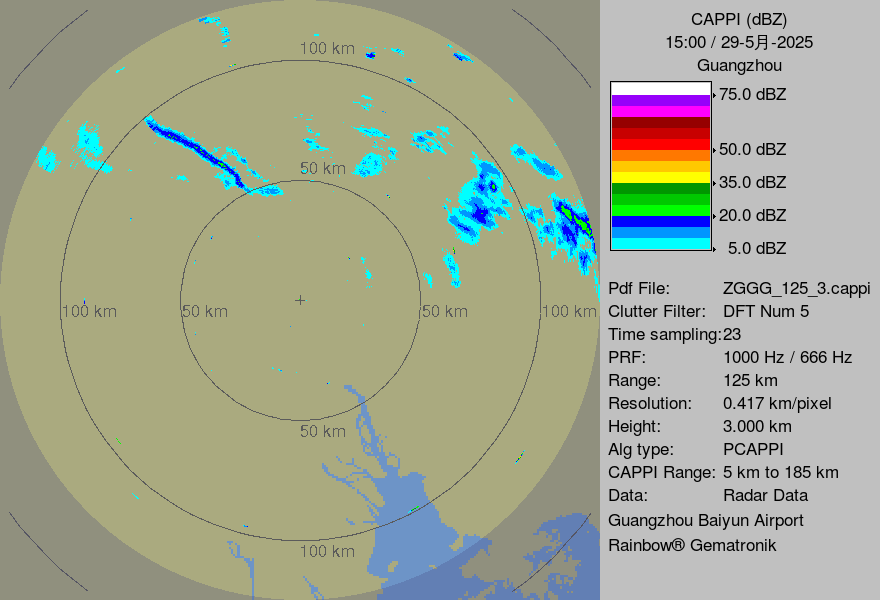 CAPPI (dBZ)
15:00 / 29-5月-2025
Guangzhou
75.0 dBZ
50.0 dBZ
35.0 dBZ
20.0 dBZ
5.0 dBZ
Pdf File: ZGGG_125_3.cappi
Clutter Filter: DFT Num 5
Time sampling:23
PRF: 1000 Hz / 666 Hz
Range: 125 km
Resolution: 0.417 km/pixel
Height: 3.000 km
Alg type: PCAPPI
CAPPI Range: 5 km to 185 km
Data: Radar Data
Guangzhou Baiyun Airport
Rainbow® Gematronik
100 km
50 km
100 km
50 km
50 km
100 km
50 km
100 km